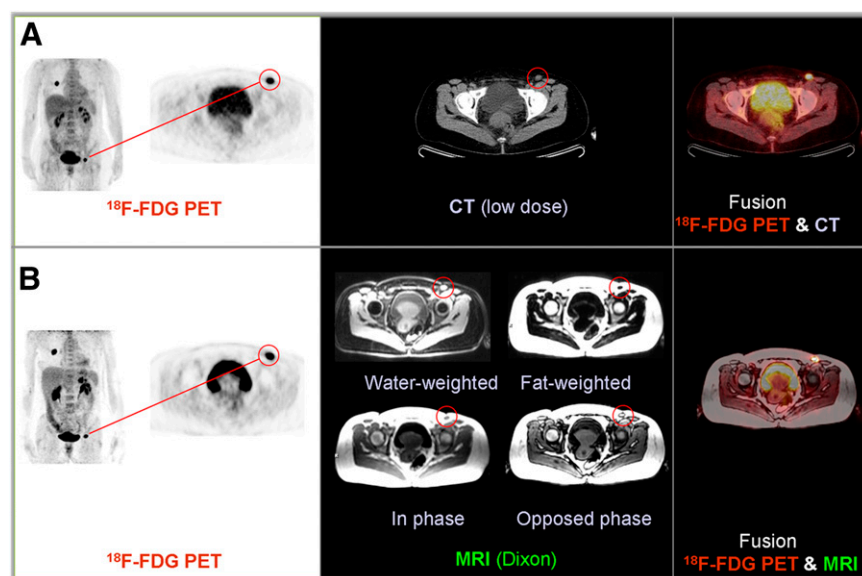 A
¹⁸F-FDG PET
CT (low dose)
Fusion
¹⁸F-FDG PET & CT
B
¹⁸F-FDG PET
Water-weighted
Fat-weighted
In phase
Opposed phase
MRI (Dixon)
Fusion
¹⁸F-FDG PET & MRI